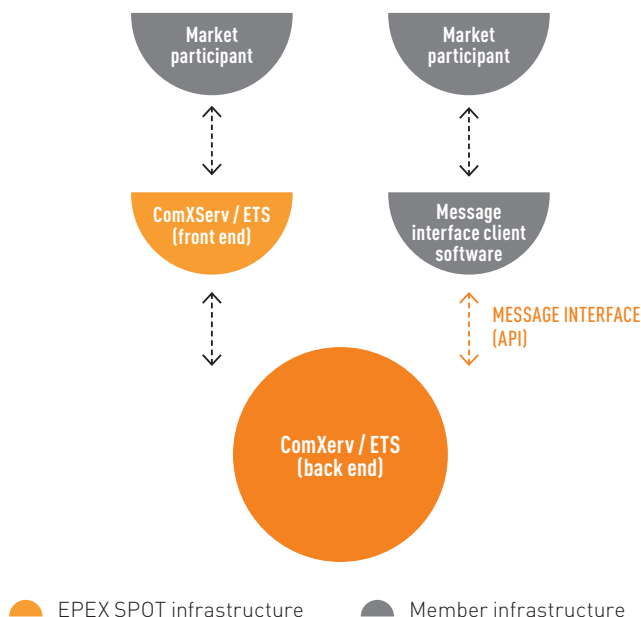 Market
participant
Market
participant
ComXServ / ETS
(front end)
Message
interface client
software
MESSAGE INTERFACE
(API)
ComXerv / ETS
(back end)
EPEX SPOT infrastructure
Member infrastructure